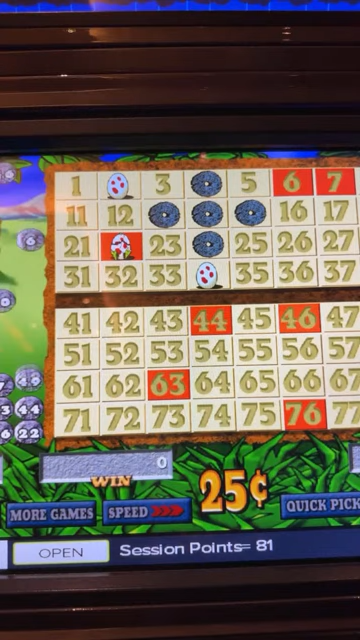 1 3 5 6 7
11 12 16 17
21 23 25 26 27
31 32 33 35 36 37
41 42 43 44 45 46 47
51 52 53 54 55 56 57
61 62 63 64 65 66 67
71 72 73 74 75 76 77
44
6 22
0
WIN
25¢
MORE GAMES SPEED QUICK PICK
OPEN Session Points= 81